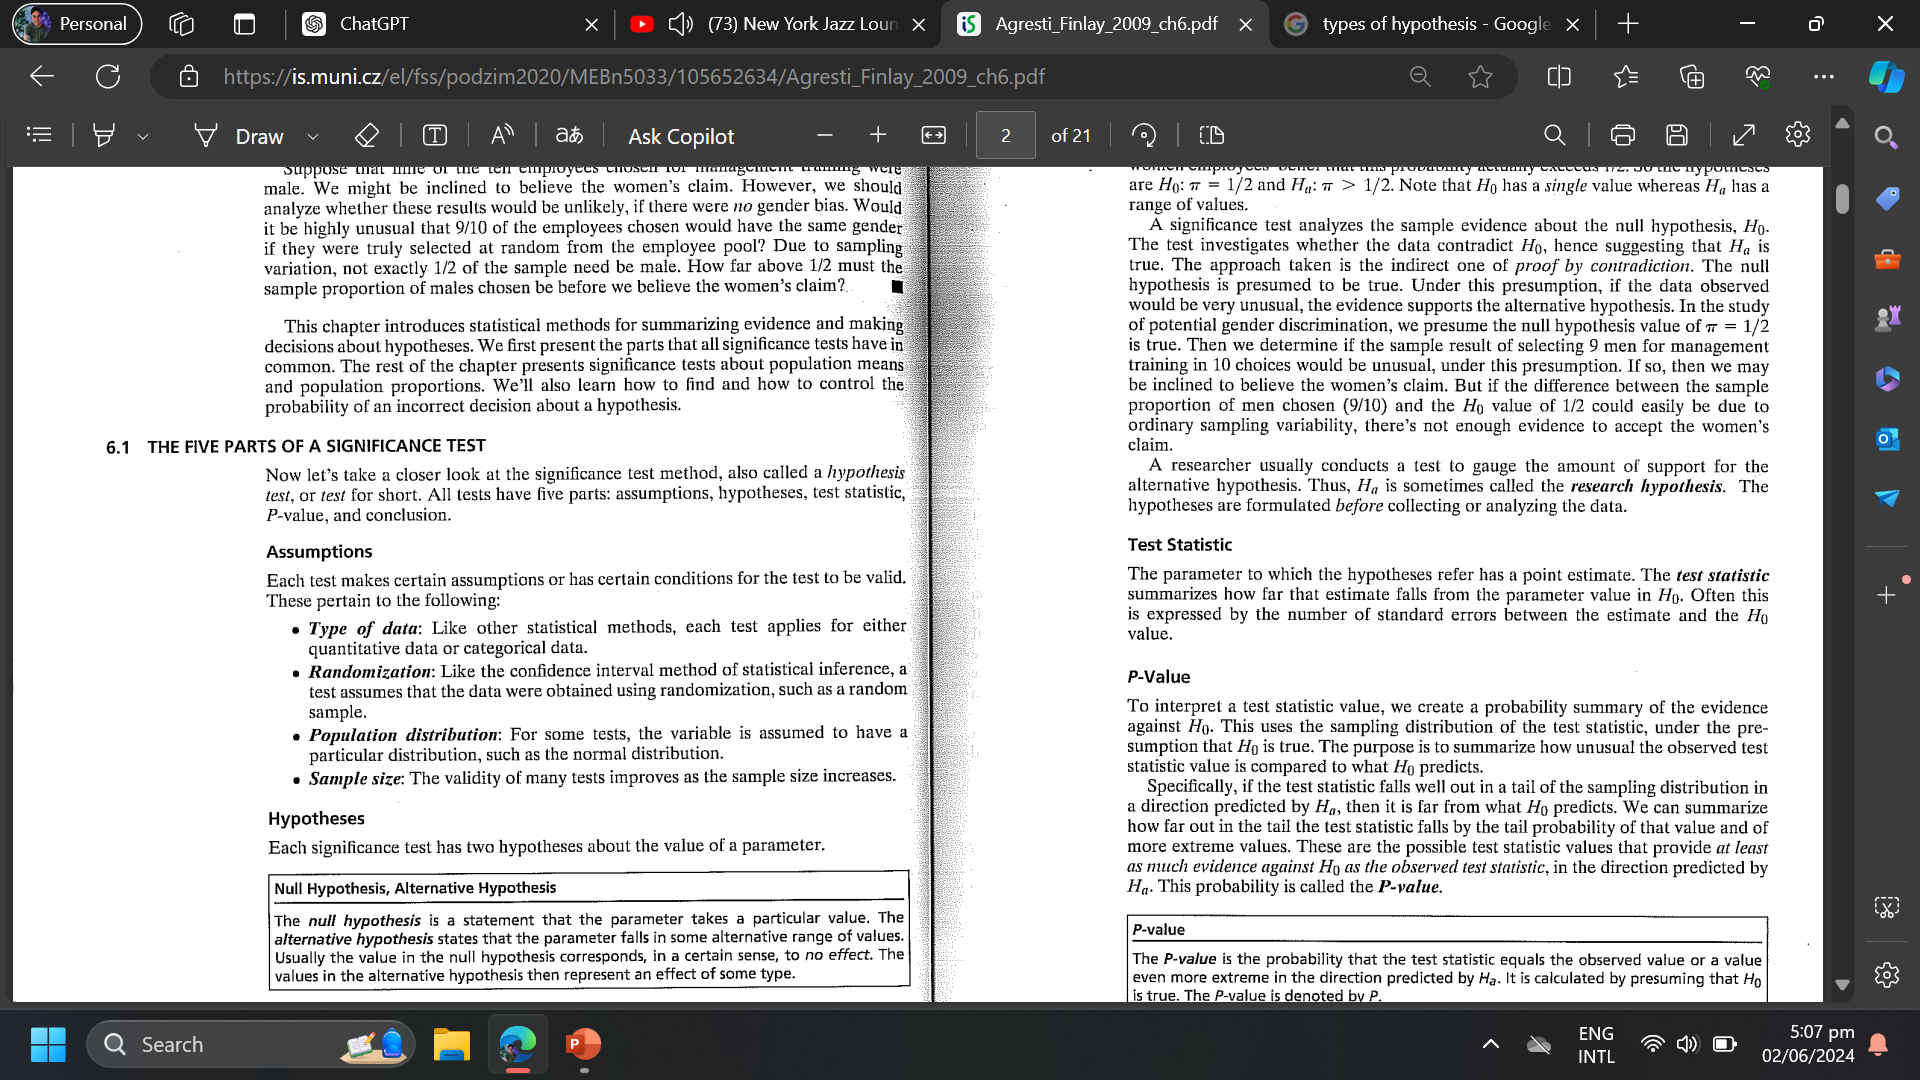 Personal
ChatGPT
(73) New York Jazz Loun
Agresti_Finlay_2009_ch6.pdf
types of hypothesis - Google
https://is.muni.cz/el/fss/podzim2020/MEBn5033/105652634/Agresti_Finlay_2009_ch6.pdf
Draw
Ask Copilot
2
of 21
Suppose that nine of the ten employees chosen for management training were
male. We might be inclined to believe the women's claim. However, we should
analyze whether these results would be unlikely, if there were no gender bias. Would
it be highly unusual that 9/10 of the employees chosen would have the same gender
if they were truly selected at random from the employee pool? Due to sampling
variation, not exactly 1/2 of the sample need be male. How far above 1/2 must the
sample proportion of males chosen be before we believe the women's claim?
This chapter introduces statistical methods for summarizing evidence and making
decisions about hypotheses. We first present the parts that all significance tests have in
common. The rest of the chapter presents significance tests about population means
and population proportions. We'll also learn how to find and how to control the
probability of an incorrect decision about a hypothesis.
6.1 THE FIVE PARTS OF A SIGNIFICANCE TEST
Now let's take a closer look at the significance test method, also called a hypothesis
test, or test for short. All tests have five parts: assumptions, hypotheses, test statistic,
P-value, and conclusion.
Assumptions
Each test makes certain assumptions or has certain conditions for the test to be valid.
These pertain to the following:
• Type of data: Like other statistical methods, each test applies for either
quantitative data or categorical data.
• Randomization: Like the confidence interval method of statistical inference, a
test assumes that the data were obtained using randomization, such as a random
sample.
• Population distribution: For some tests, the variable is assumed to have a
particular distribution, such as the normal distribution.
• Sample size: The validity of many tests improves as the sample size increases.
Hypotheses
Each significance test has two hypotheses about the value of a parameter.
Null Hypothesis, Alternative Hypothesis
The null hypothesis is a statement that the parameter takes a particular value. The
alternative hypothesis states that the parameter falls in some alternative range of values.
Usually the value in the null hypothesis corresponds, in a certain sense, to no effect. The
values in the alternative hypothesis then represent an effect of some type.
women employees' belief that this probability actually exceeds 1/2. So the hypotheses
are H0: π = 1/2 and Ha: π > 1/2. Note that H0 has a single value whereas Ha has a
range of values.
A significance test analyzes the sample evidence about the null hypothesis, H0.
The test investigates whether the data contradict H0, hence suggesting that Ha is
true. The approach taken is the indirect one of proof by contradiction. The null
hypothesis is presumed to be true. Under this presumption, if the data observed
would be very unusual, the evidence supports the alternative hypothesis. In the study
of potential gender discrimination, we presume the null hypothesis value of π = 1/2
is true. Then we determine if the sample result of selecting 9 men for management
training in 10 choices would be unusual, under this presumption. If so, then we may
be inclined to believe the women's claim. But if the difference between the sample
proportion of men chosen (9/10) and the H0 value of 1/2 could easily be due to
ordinary sampling variability, there's not enough evidence to accept the women's
claim.
A researcher usually conducts a test to gauge the amount of support for the
alternative hypothesis. Thus, Ha is sometimes called the research hypothesis. The
hypotheses are formulated before collecting or analyzing the data.
Test Statistic
The parameter to which the hypotheses refer has a point estimate. The test statistic
summarizes how far that estimate falls from the parameter value in H0. Often this
is expressed by the number of standard errors between the estimate and the H0
value.
P-Value
To interpret a test statistic value, we create a probability summary of the evidence
against H0. This uses the sampling distribution of the test statistic, under the pre-
sumption that H0 is true. The purpose is to summarize how unusual the observed test
statistic value is compared to what H0 predicts.
Specifically, if the test statistic falls well out in a tail of the sampling distribution in
a direction predicted by Ha, then it is far from what H0 predicts. We can summarize
how far out in the tail the test statistic falls by the tail probability of that value and of
more extreme values. These are the possible test statistic values that provide at least
as much evidence against H0 as the observed test statistic, in the direction predicted by
Ha. This probability is called the P-value.
P-value
The P-value is the probability that the test statistic equals the observed value or a value
even more extreme in the direction predicted by Ha. It is calculated by presuming that H0
is true. The P-value is denoted by P.
Search
ENG
INTL
5:07 pm
02/06/2024